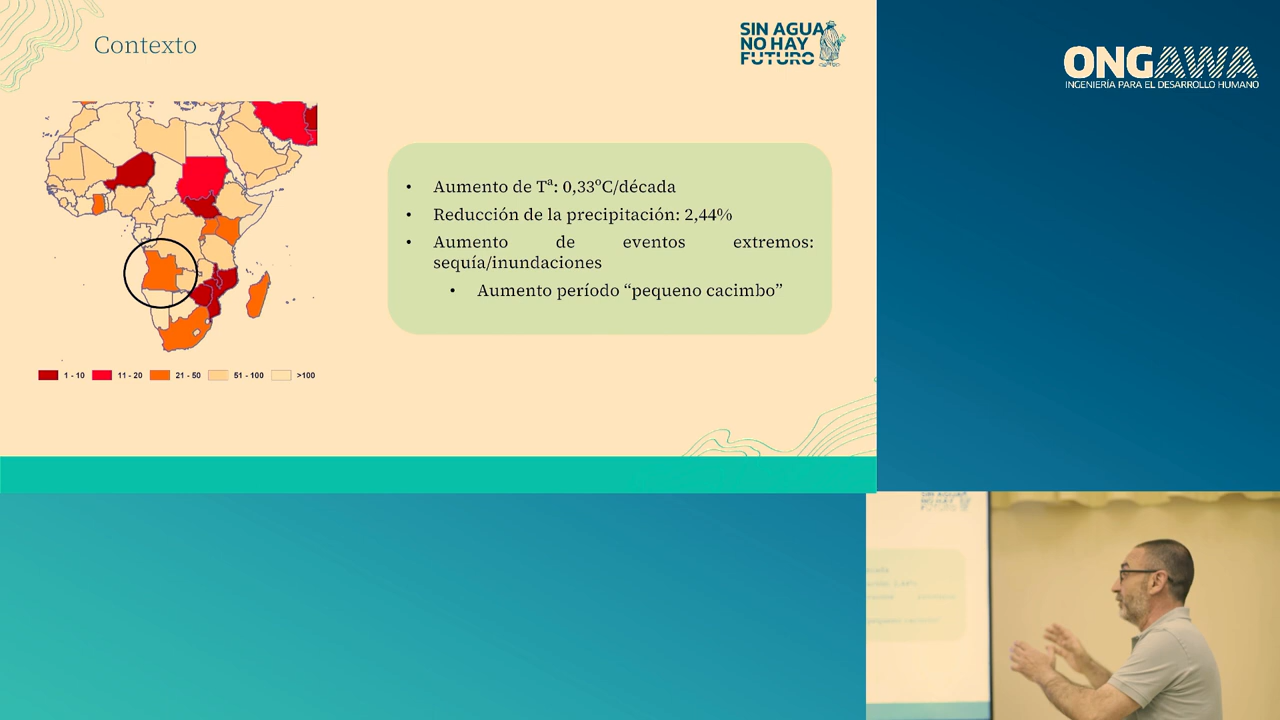 Contexto
SIN AGUA
NO HAY
FUTURO
ONGAWA
INGENIERÍA PARA EL DESARROLLO HUMANO
• Aumento de Tª: 0,33ºC/década
• Reducción de la precipitación: 2,44%
• Aumento de eventos extremos:
sequía/inundaciones
• Aumento período “pequeno cacimbo”
1 - 10 11 - 20 21 - 50 51 - 100 >100